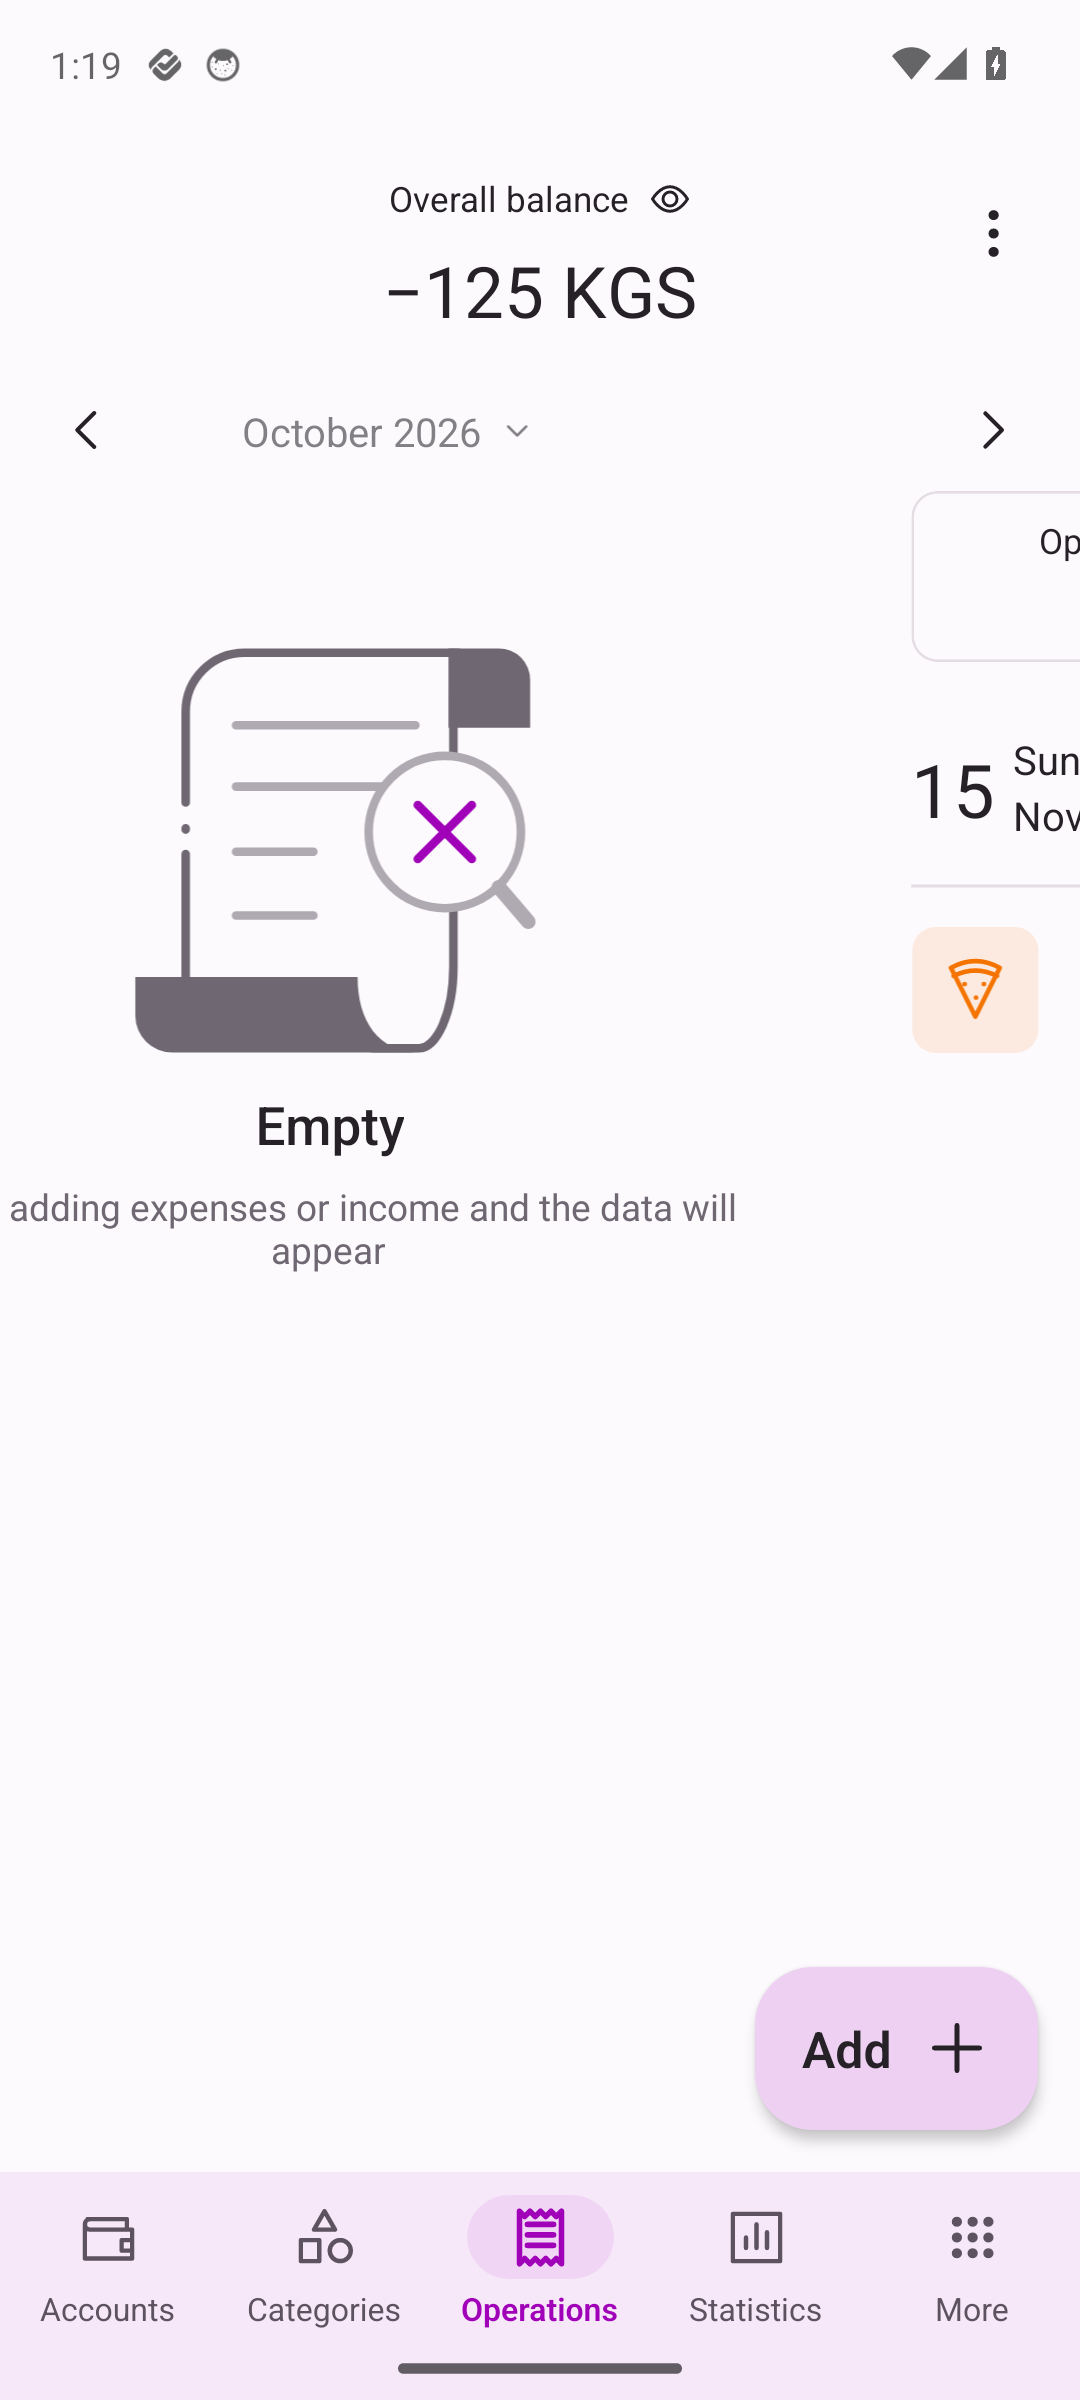 1:19
Overall balance
−125 KGS
October 2026
Op
15
Sun
Nov
Empty
adding expenses or income and the data will
appear
Add
Accounts
Categories
Operations
Statistics
More